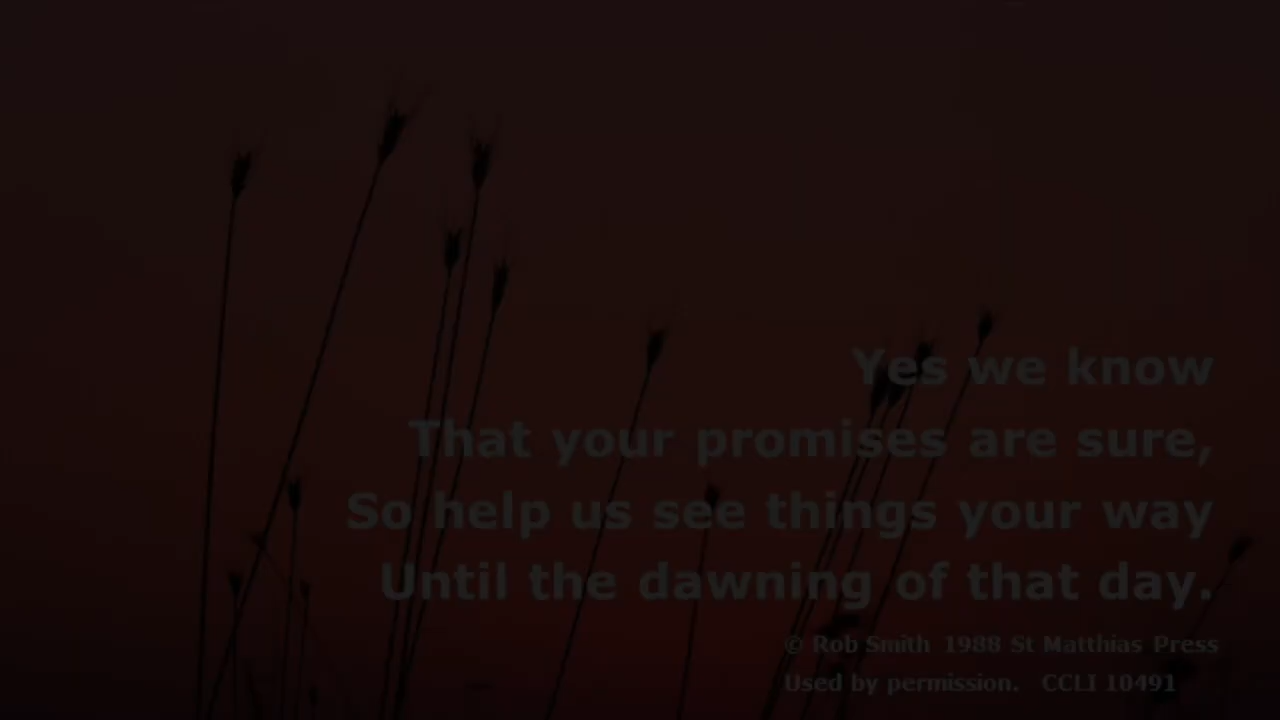 Yes we know
That your promises are sure,
So help us see things your way
Until the dawning of that day.
© Rob Smith 1988 St Matthias Press
Used by permission. CCLI 10491